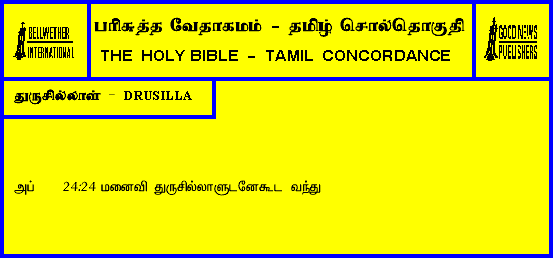 BELLWETHER
INTERNATIONAL
பரிசுத்த வேதாகமம் - தமிழ் சொல்தொகுதி
THE HOLY BIBLE - TAMIL CONCORDANCE
GOOD NEWS
PUBLISHERS
துருசில்லாள் - DRUSILLA
அப் 24:24 மனைவி துருசில்லாளுடனேகூட வந்து